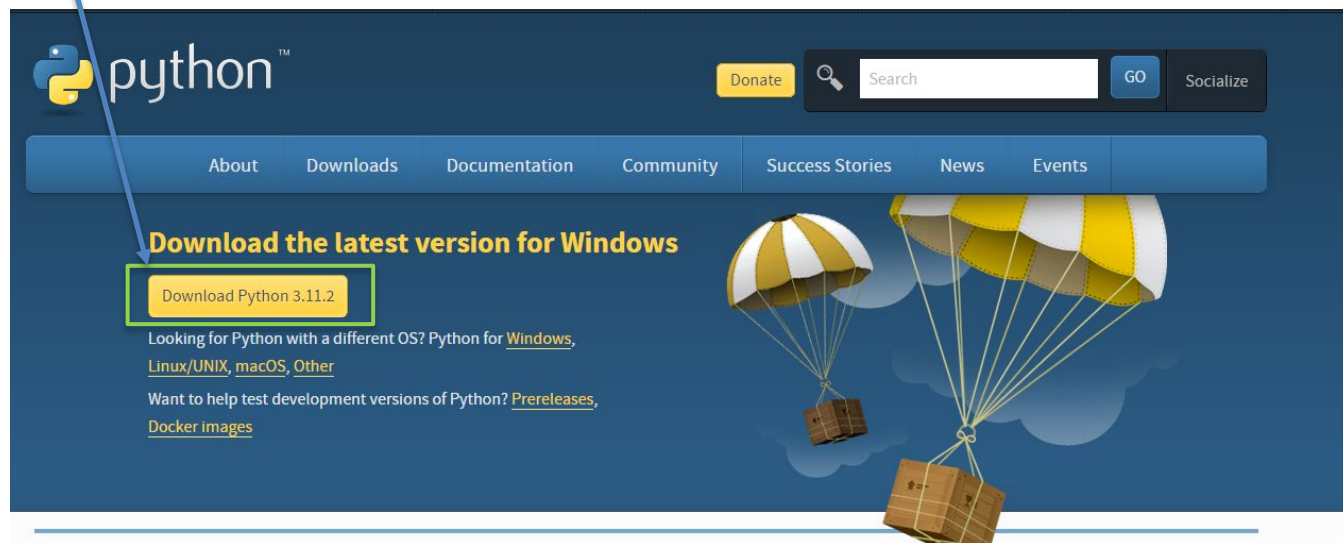 python™
Donate
Search
GO
Socialize
About Downloads Documentation Community Success Stories News Events
Download the latest version for Windows
Download Python 3.11.2
Looking for Python with a different OS? Python for Windows,
Linux/UNIX, macOS, Other
Want to help test development versions of Python? Prereleases,
Docker images